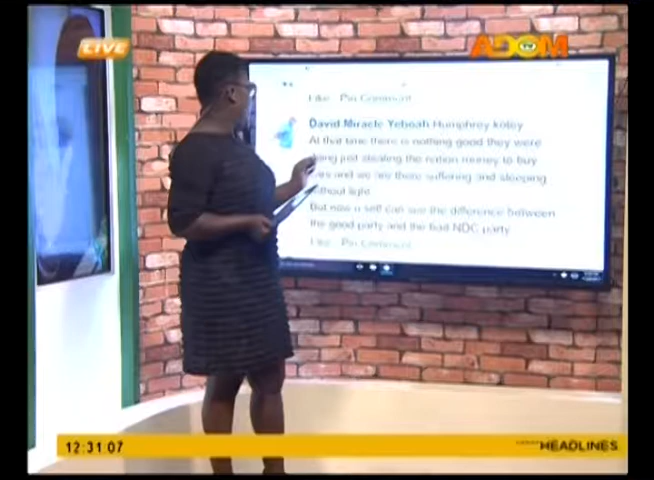 LIVE
ADOM
TV
Like Pin Comment
David Miracle Yeboah Humphrey kotey
At that time there is nothing good they were
doing just stealing the nation money to buy
and we are there suffering and sleeping
without light
But now u self can see the difference between
the good party and the bad NDC party
Like Pin Comment
12:31:07
HEADLINES